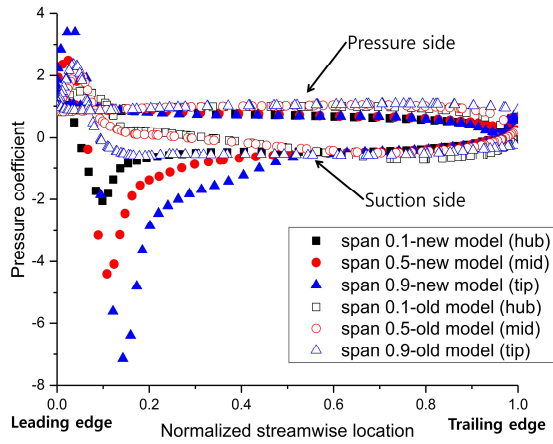 4
2
0
-2
-4
-6
-8
Pressure coefficient
Pressure side
Suction side
span 0.1-new model (hub)
span 0.5-new model (mid)
span 0.9-new model (tip)
span 0.1-old model (hub)
span 0.5-old model (mid)
span 0.9-old model (tip)
0.0 0.2 0.4 0.6 0.8 1.0
Leading edge
Trailing edge
Normalized streamwise location